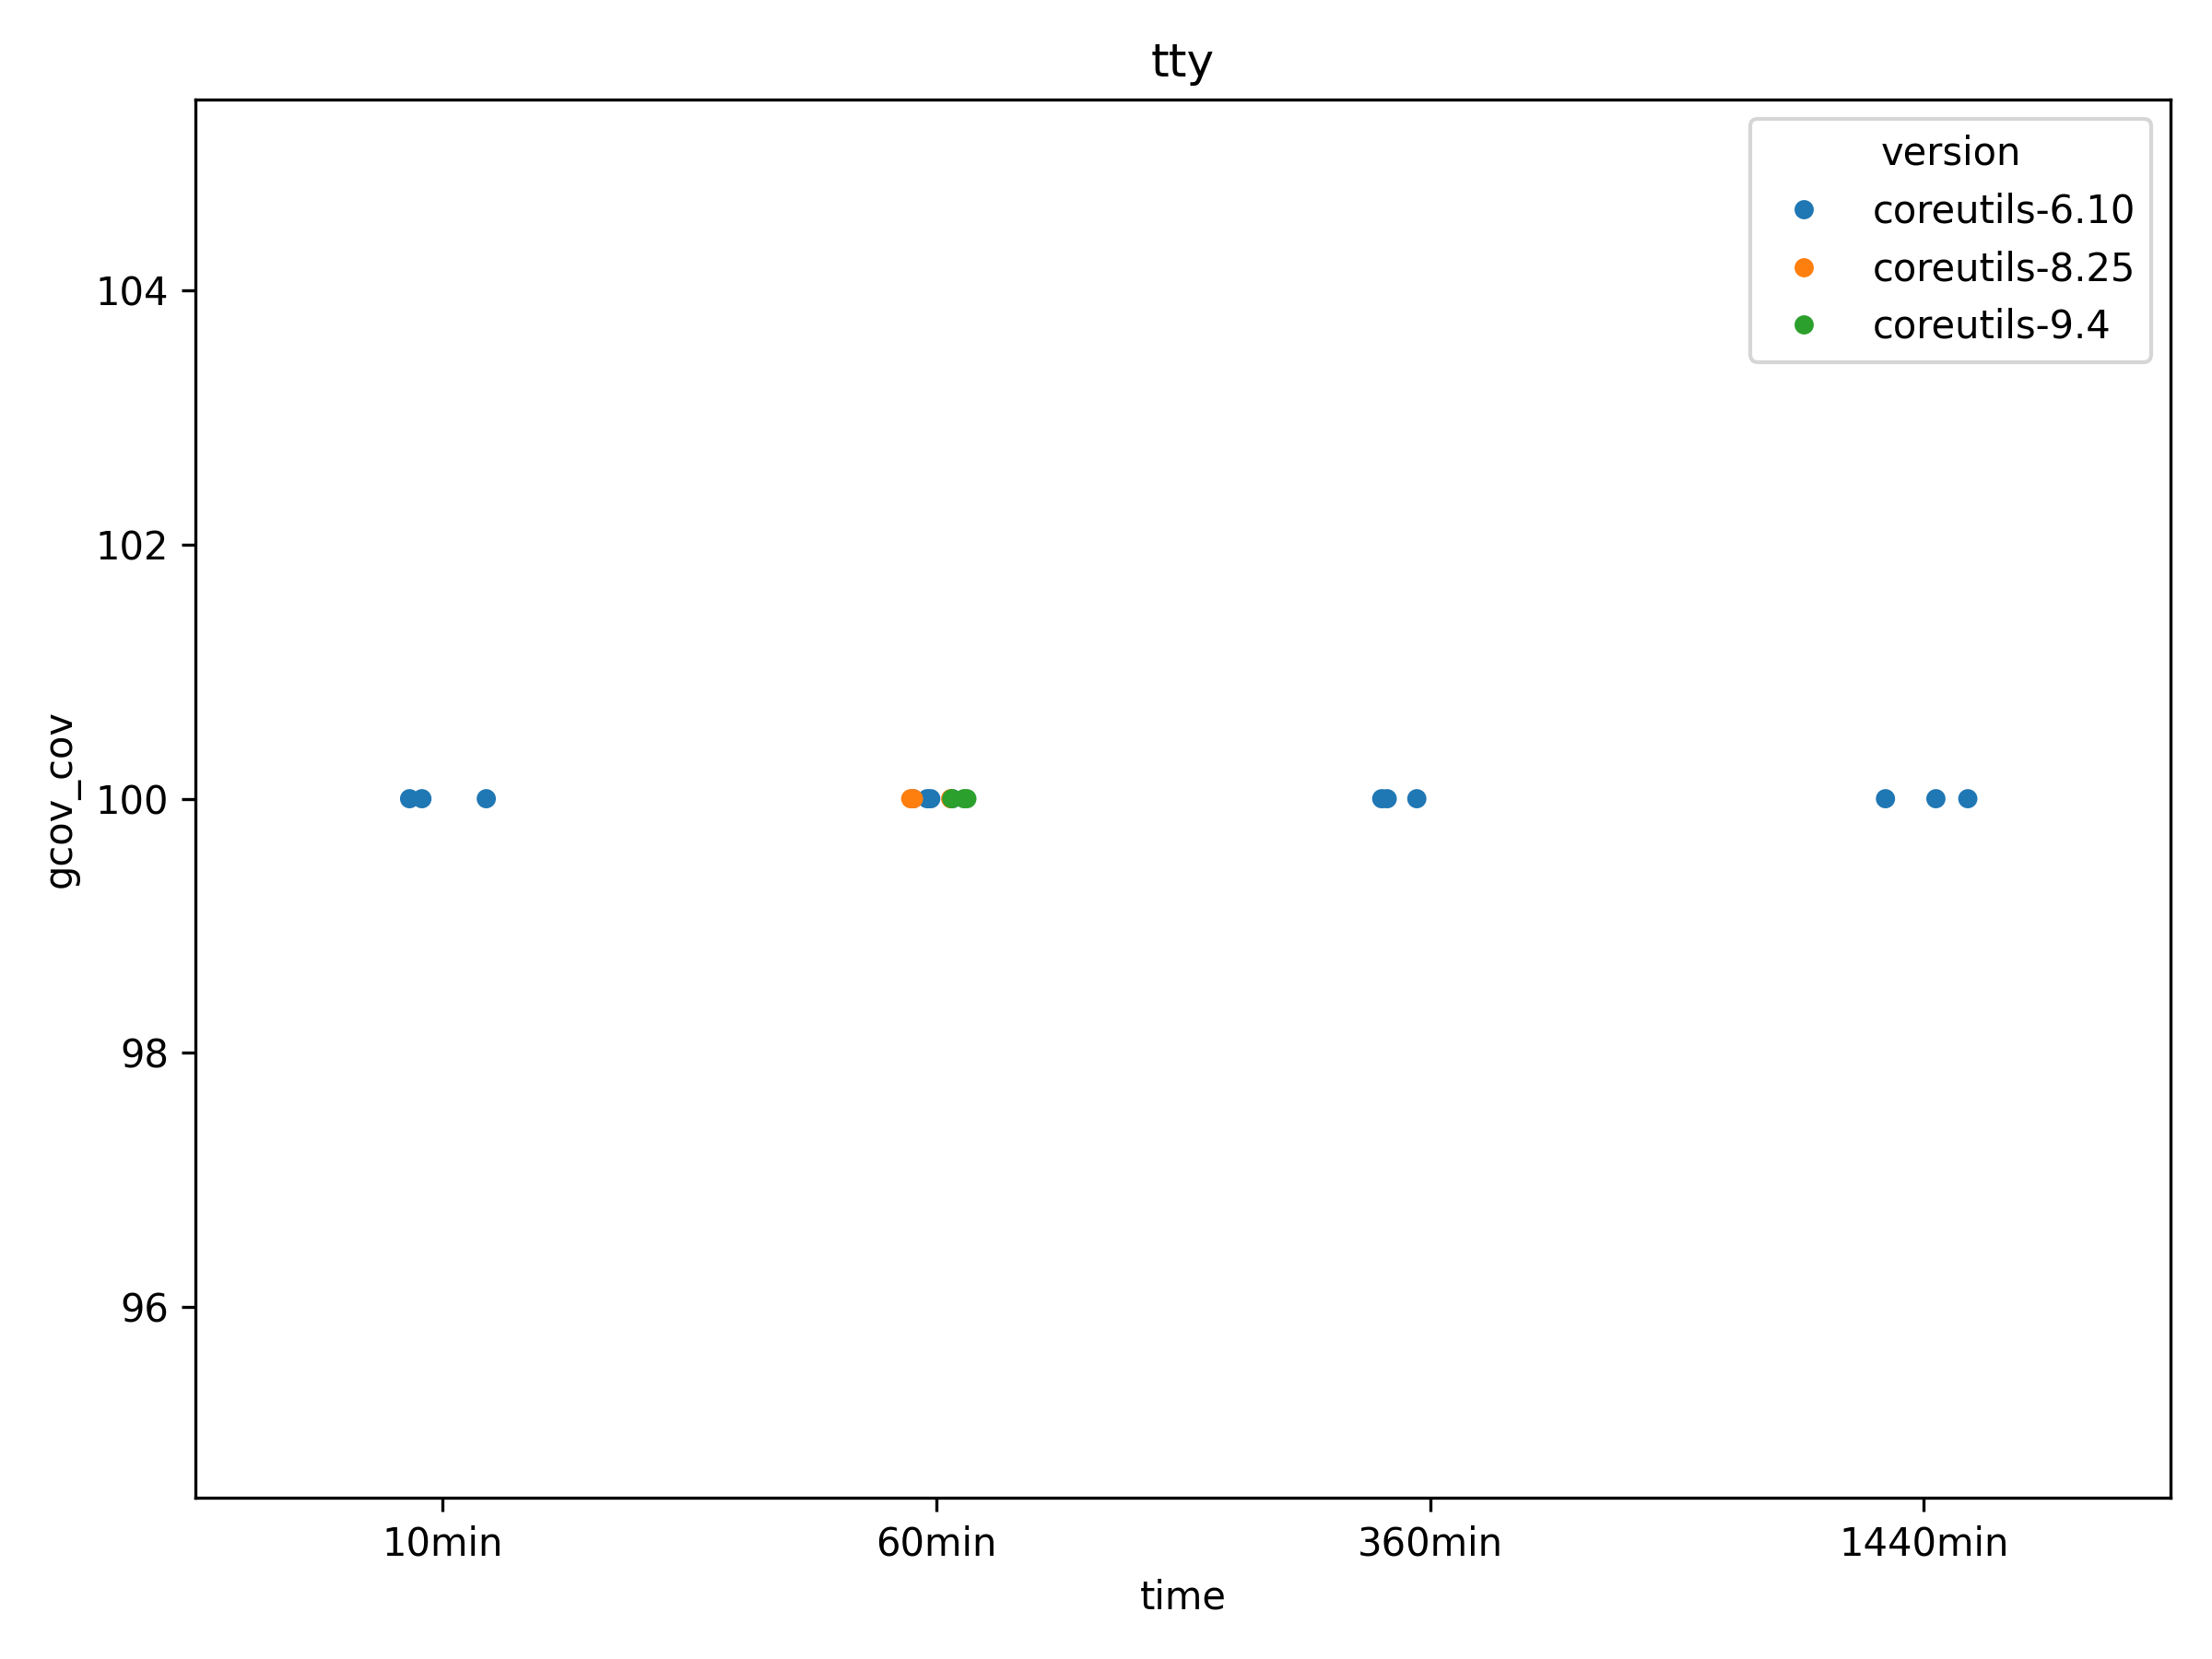 tty
version
coreutils-6.10
coreutils-8.25
coreutils-9.4
104
102
100
98
96
gcov_cov
10min
60min
360min
1440min
time